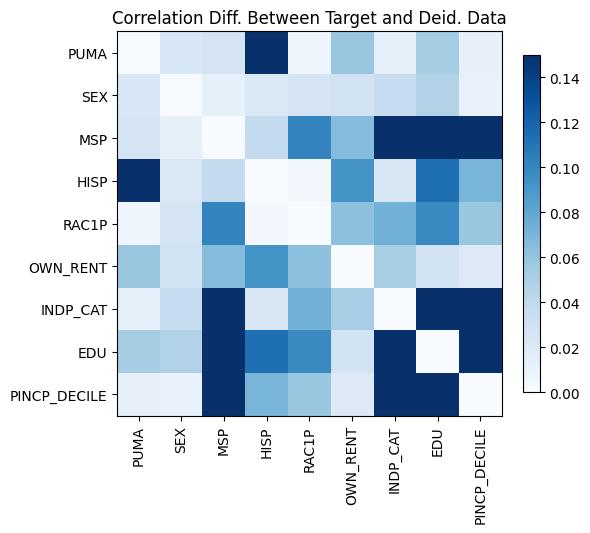 Correlation Diff. Between Target and Deid. Data
PUMA
SEX
MSP
HISP
RAC1P
OWN_RENT
INDP_CAT
EDU
PINCP_DECILE
PUMA
SEX
MSP
HISP
RAC1P
OWN_RENT
INDP_CAT
EDU
PINCP_DECILE
0.14
0.12
0.10
0.08
0.06
0.04
0.02
0.00